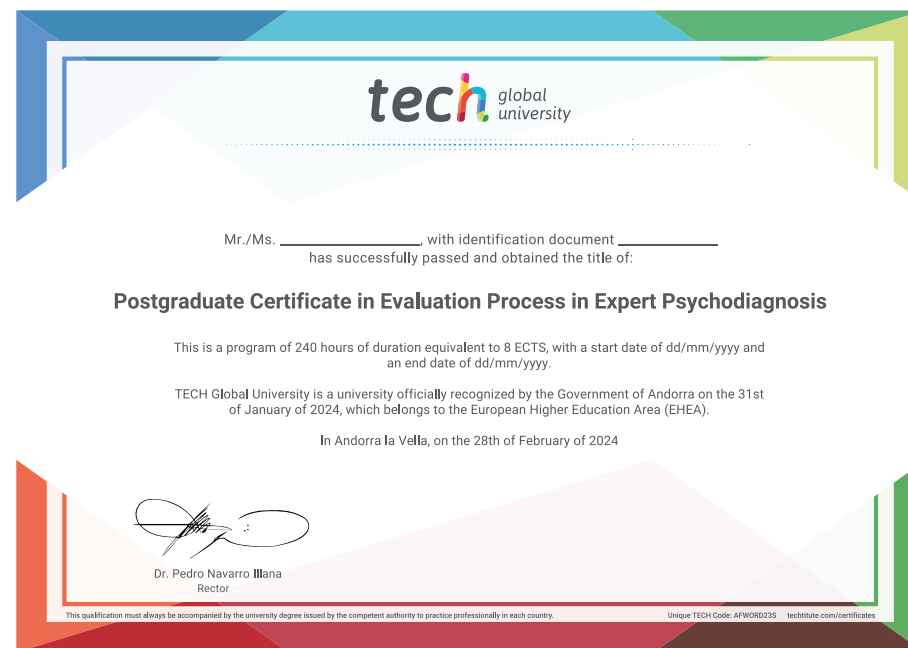 tech global university
Mr./Ms. ____________, with identification document ____________
has successfully passed and obtained the title of:
Postgraduate Certificate in Evaluation Process in Expert Psychodiagnosis
This is a program of 240 hours of duration equivalent to 8 ECTS, with a start date of dd/mm/yyyy and
an end date of dd/mm/yyyy.
TECH Global University is a university officially recognized by the Government of Andorra on the 31st
of January of 2024, which belongs to the European Higher Education Area (EHEA).
In Andorra la Vella, on the 28th of February of 2024
Dr. Pedro Navarro Illana
Rector
This qualification must always be accompanied by the university degree issued by the competent authority to practice professionally in each country.
Unique TECH Code: AFWORD23S techtitute.com/certificates